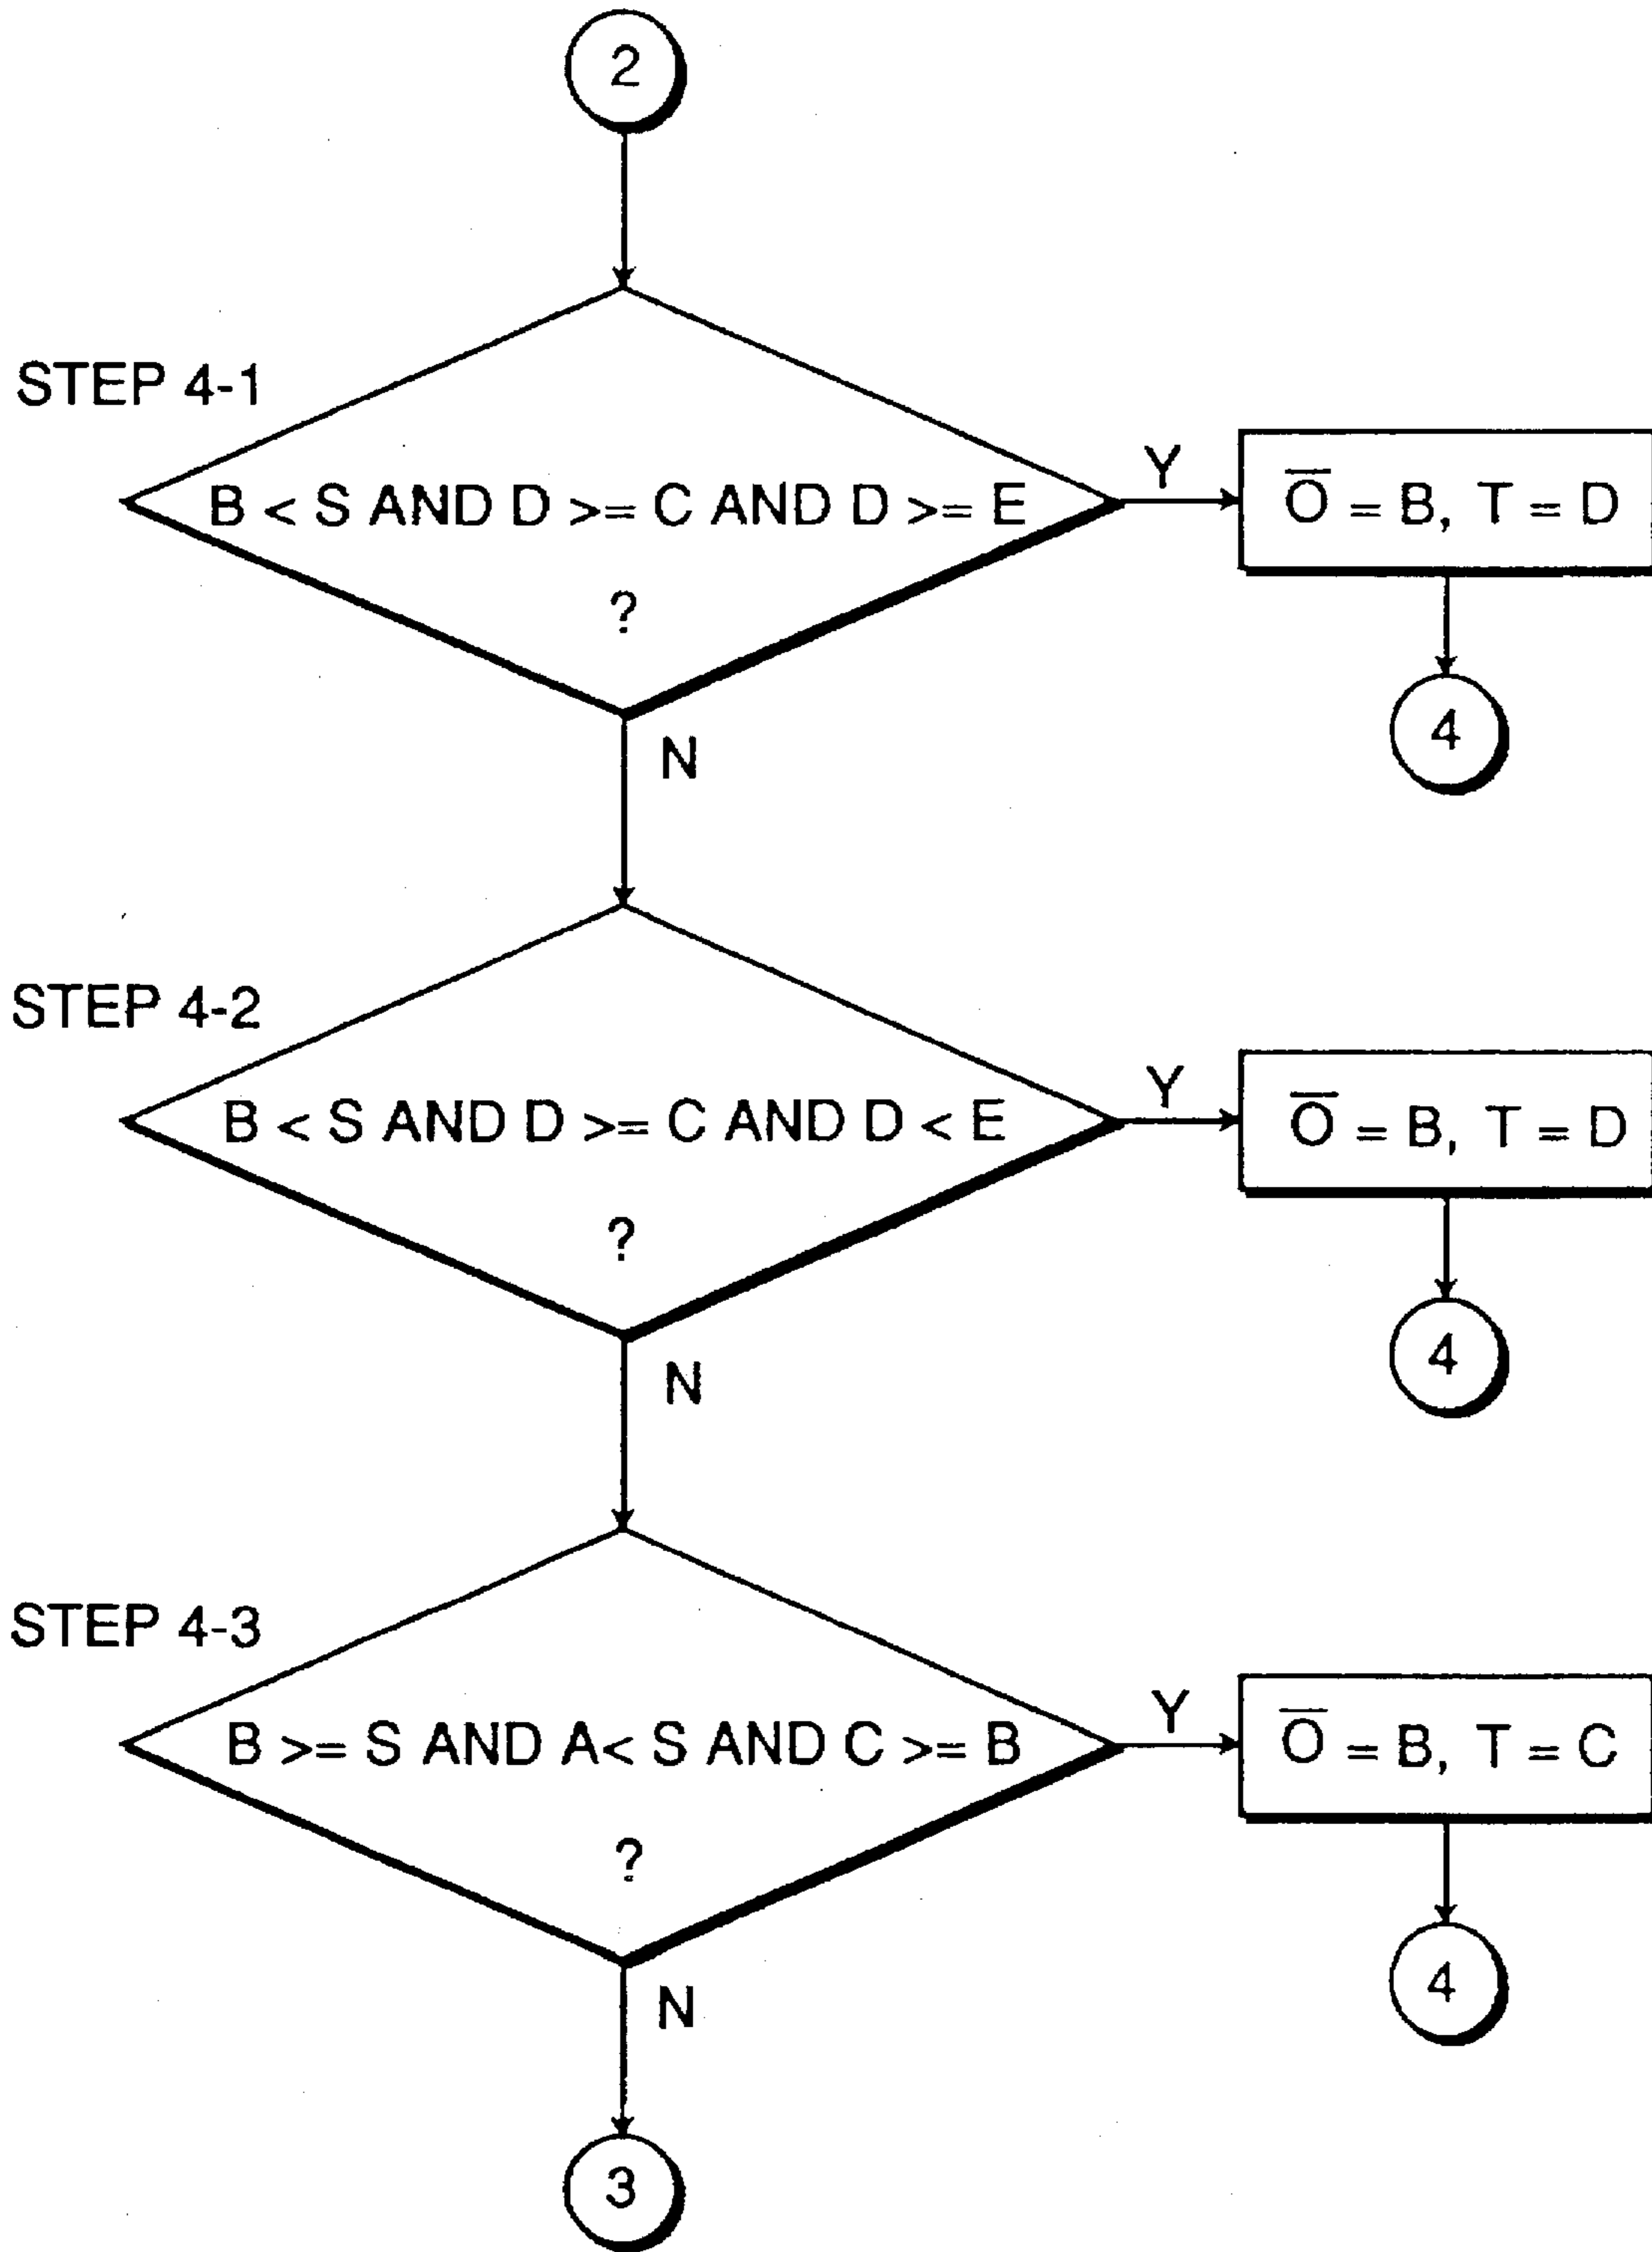 2
STEP 4-1
B < S AND D >= C AND D >= E
?
Y
O̅ = B, T = D
4
N
STEP 4-2
B < S AND D >= C AND D < E
?
Y
O̅ = B, T = D
4
N
STEP 4-3
B >= S AND A< S AND C >= B
?
Y
O̅ = B, T = C
4
N
3